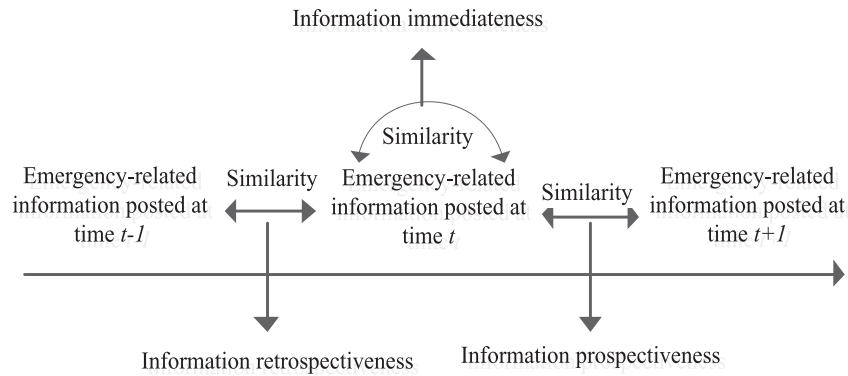 Information immediateness
Similarity
Emergency-related
information posted at
time t-1
Similarity
Emergency-related
information posted at
time t
Similarity
Emergency-related
information posted at
time t+1
Information retrospectiveness
Information prospectiveness